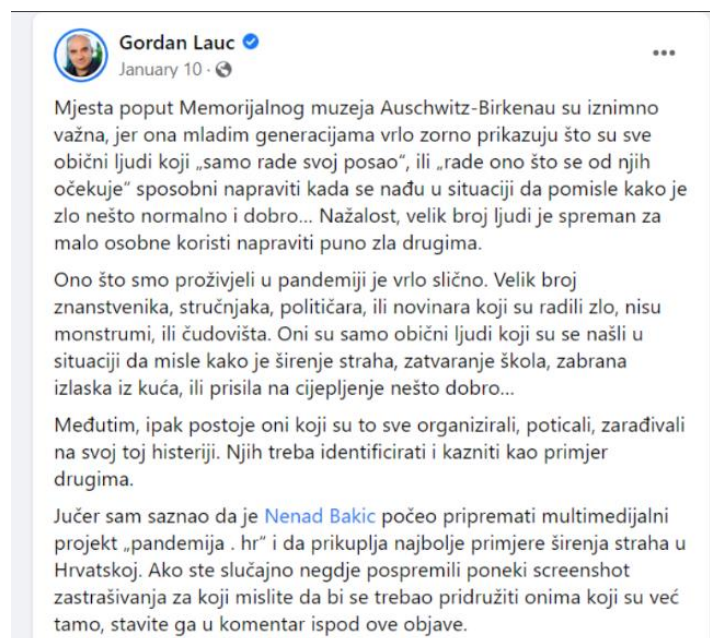 Gordan Lauc
January 10 ·
Mjesta poput Memorijalnog muzeja Auschwitz-Birkenau su iznimno
važna, jer ona mladim generacijama vrlo zorno prikazuju što su sve
obični ljudi koji „samo rade svoj posao“, ili „rade ono što se od njih
očekuje“ sposobni napraviti kada se nađu u situaciji da pomisle kako je
zlo nešto normalno i dobro... Nažalost, velik broj ljudi je spreman za
malo osobne koristi napraviti puno zla drugima.
Ono što smo proživjeli u pandemiji je vrlo slično. Velik broj
znanstvenika, stručnjaka, političara, ili novinara koji su radili zlo, nisu
monstrumi, ili čudovišta. Oni su samo obični ljudi koji su se našli u
situaciji da misle kako je širenje straha, zatvaranje škola, zabrana
izlaska iz kuća, ili prisila na cijepljenje nešto dobro...
Međutim, ipak postoje oni koji su to sve organizirali, poticali, zarađivali
na svoj toj histeriji. Njih treba identificirati i kazniti kao primjer
drugima.
Jučer sam saznao da je Nenad Bakic počeo pripremati multimedijalni
projekt „pandemija . hr“ i da prikuplja najbolje primjere širenja straha u
Hrvatskoj. Ako ste slučajno negdje pospremili poneki screenshot
zastrašivanja za koji mislite da bi se trebao pridružiti onima koji su već
tamo, stavite ga u komentar ispod ove objave.